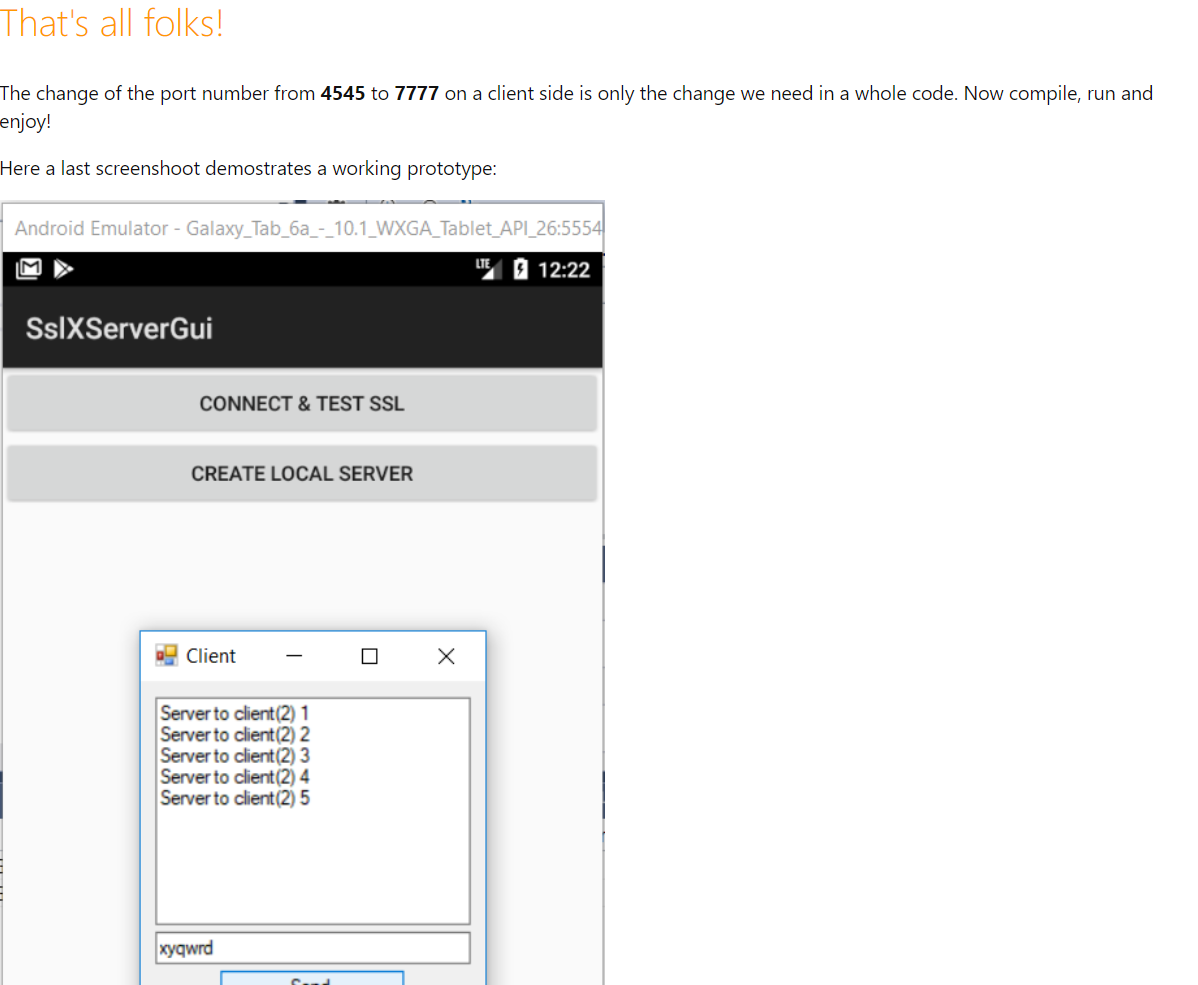 That's all folks!
The change of the port number from 4545 to 7777 on a client side is only the change we need in a whole code. Now compile, run and
enjoy!
Here a last screenshoot demostrates a working prototype:
Android Emulator - Galaxy_Tab_6a_-_10.1_WXGA_Tablet_API_26:5554
LTE 12:22
SslXServerGui
CONNECT & TEST SSL
CREATE LOCAL SERVER
Client
Server to client(2) 1
Server to client(2) 2
Server to client(2) 3
Server to client(2) 4
Server to client(2) 5
xyqwrd
Send